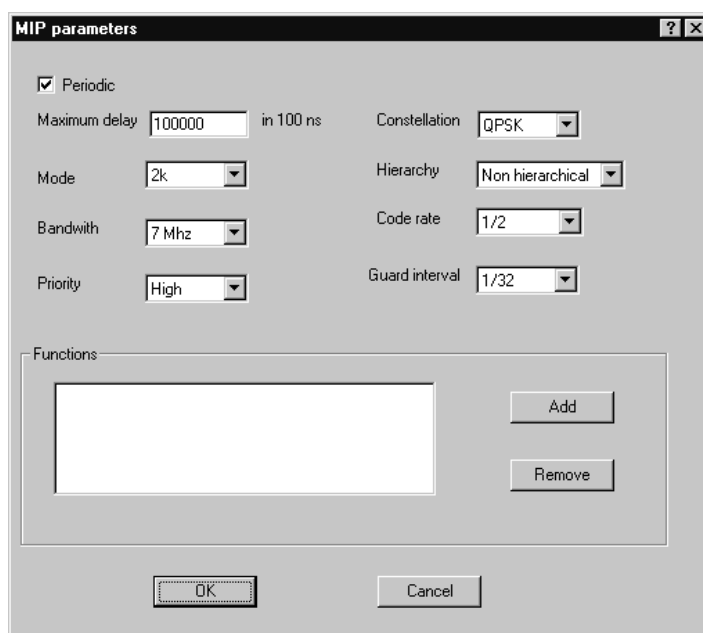 MIP parameters
Periodic
Maximum delay 100000 in 100 ns
Constellation QPSK
Mode 2k
Hierarchy Non hierarchical
Bandwith 7 Mhz
Code rate 1/2
Priority High
Guard interval 1/32
Functions
Add
Remove
OK
Cancel